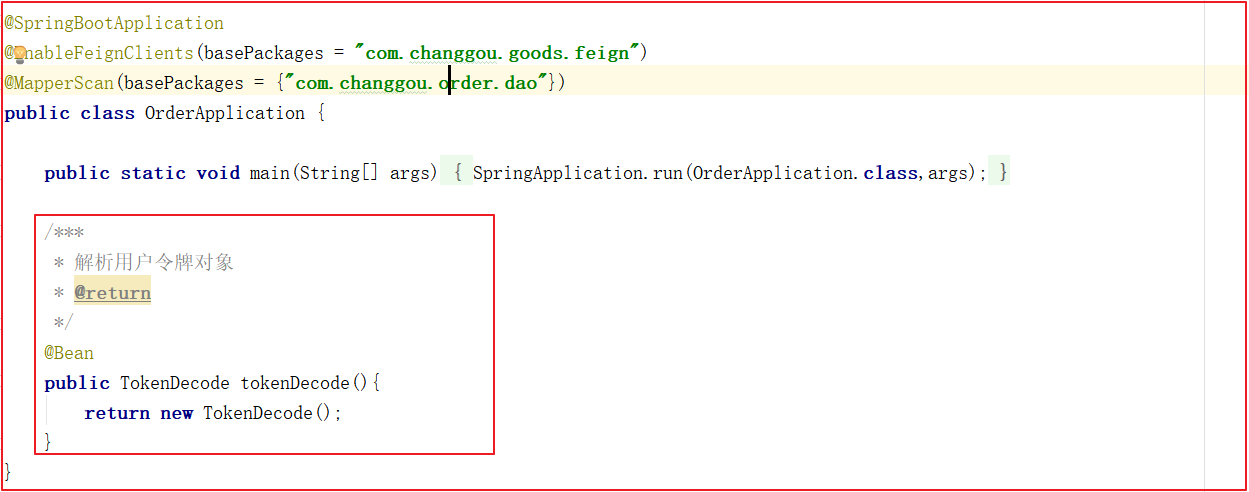 @SpringBootApplication
@EnableFeignClients(basePackages = "com.changgou.goods.feign")
@MapperScan(basePackages = {"com.changgou.order.dao"})
public class OrderApplication {
public static void main(String[] args) { SpringApplication.run(OrderApplication.class,args); }
/***
* 解析用户令牌对象
* @return
*/
@Bean
public TokenDecode tokenDecode(){
return new TokenDecode();
}
}